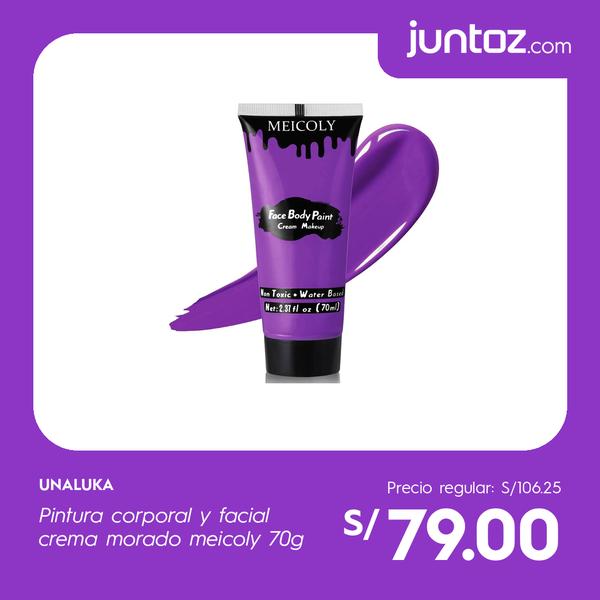 juntoz.com
MEICOLY
Face Body Paint
Cream Makeup
Non Toxic • Water Based
Net: 2.37 fl oz (70ml)
UNALUKA
Pintura corporal y facial
crema morado meicoly 70g
Precio regular: S/106.25
S/79.00